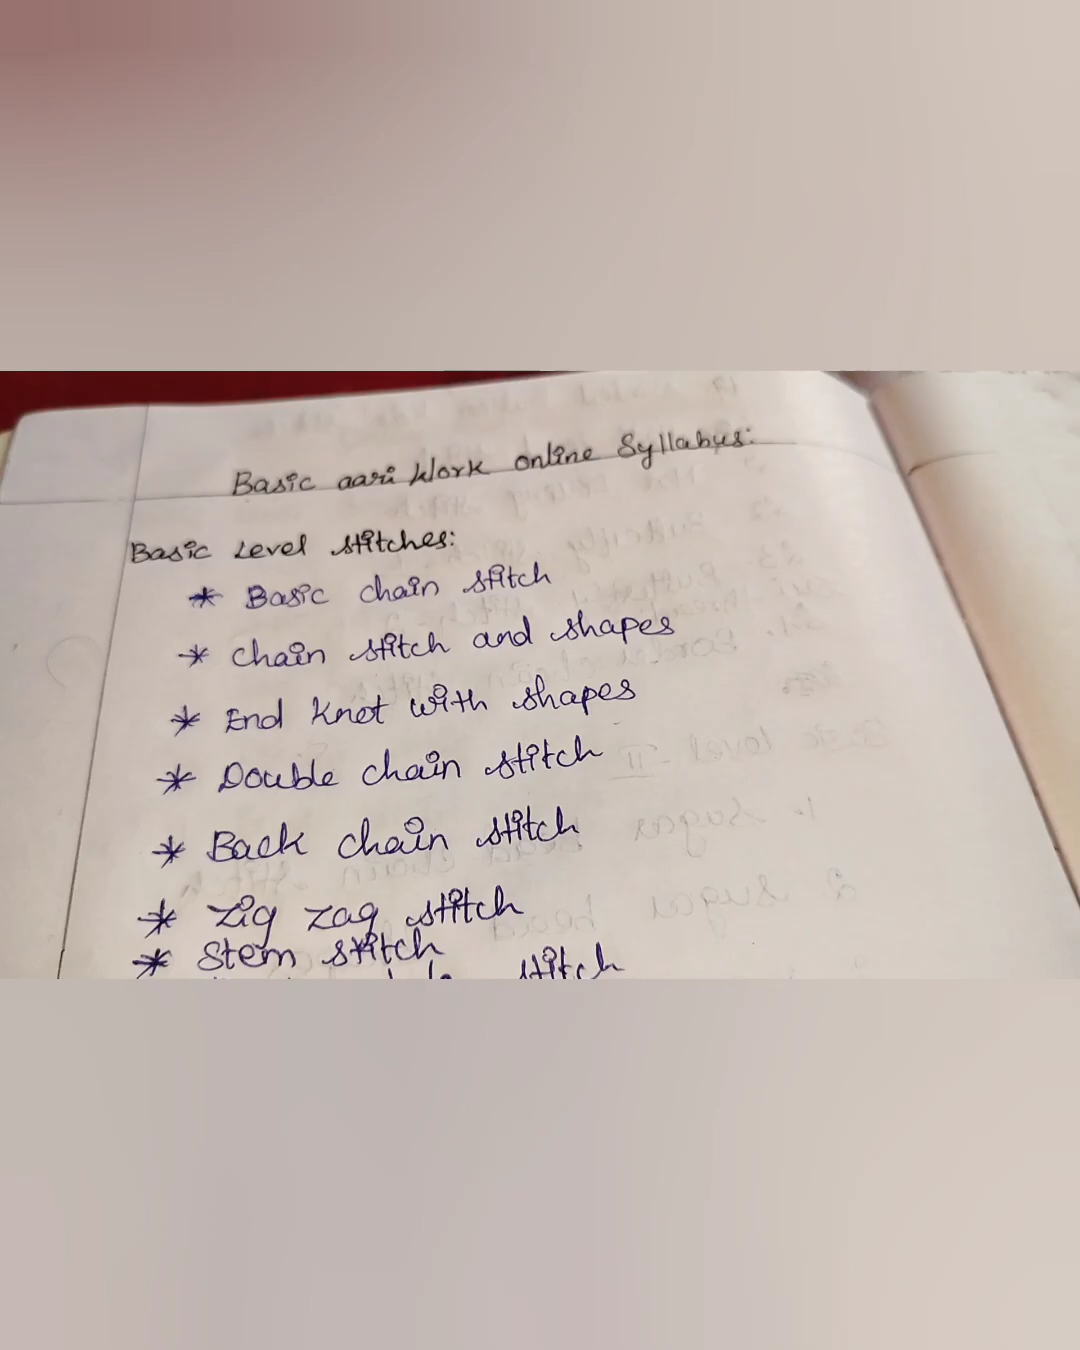 Basic aari Work online Syllabus:
Basic Level stitches:
* Basic chain stitch
* chain stitch and shapes
* End knot with shapes
* Double chain stitch
* Back chain stitch
* Zig zag stitch
* Stem stitch
stitch